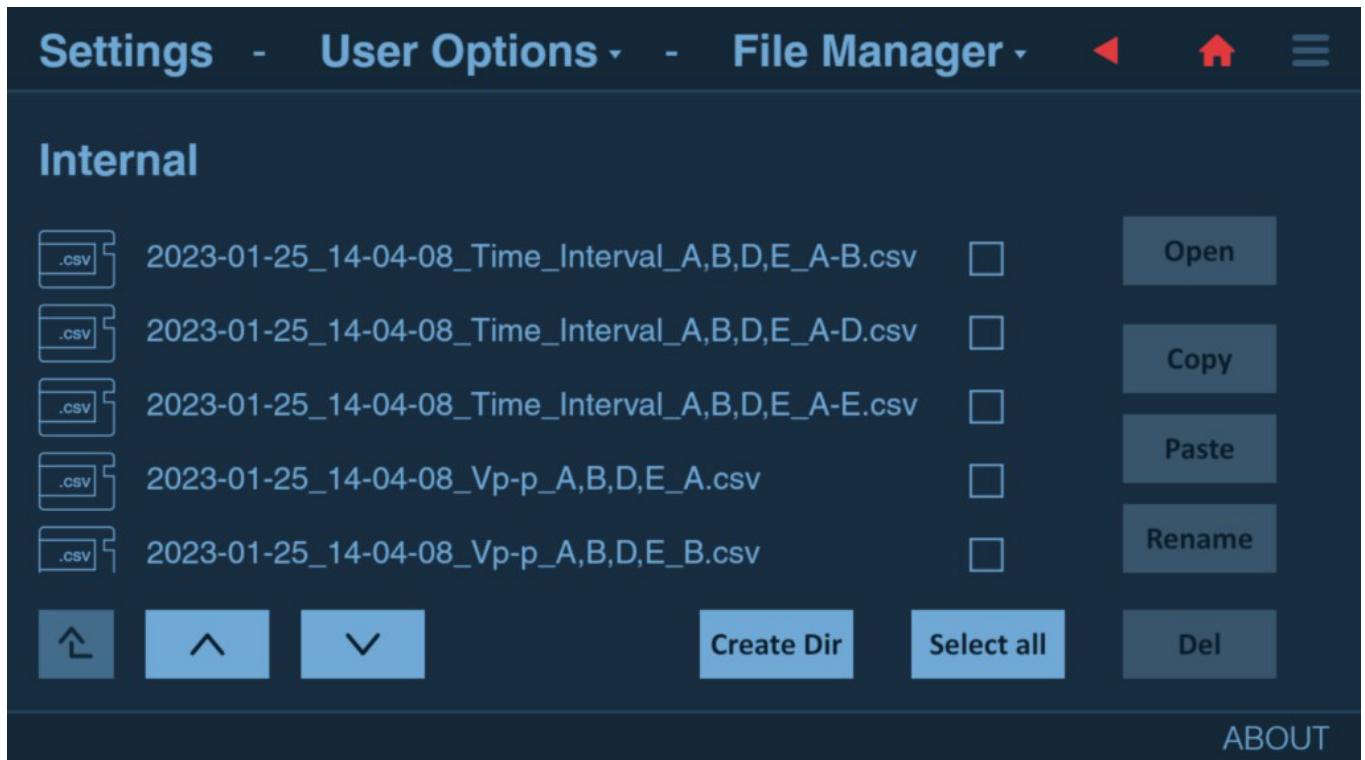 Settings - User Options - File Manager
Internal
.csv 2023-01-25_14-04-08_Time_Interval_A,B,D,E_A-B.csv Open
.csv 2023-01-25_14-04-08_Time_Interval_A,B,D,E_A-D.csv Copy
.csv 2023-01-25_14-04-08_Time_Interval_A,B,D,E_A-E.csv
Paste
.csv 2023-01-25_14-04-08_Vp-p_A,B,D,E_A.csv
Rename
.csv 2023-01-25_14-04-08_Vp-p_A,B,D,E_B.csv
Create Dir Select all Del
ABOUT